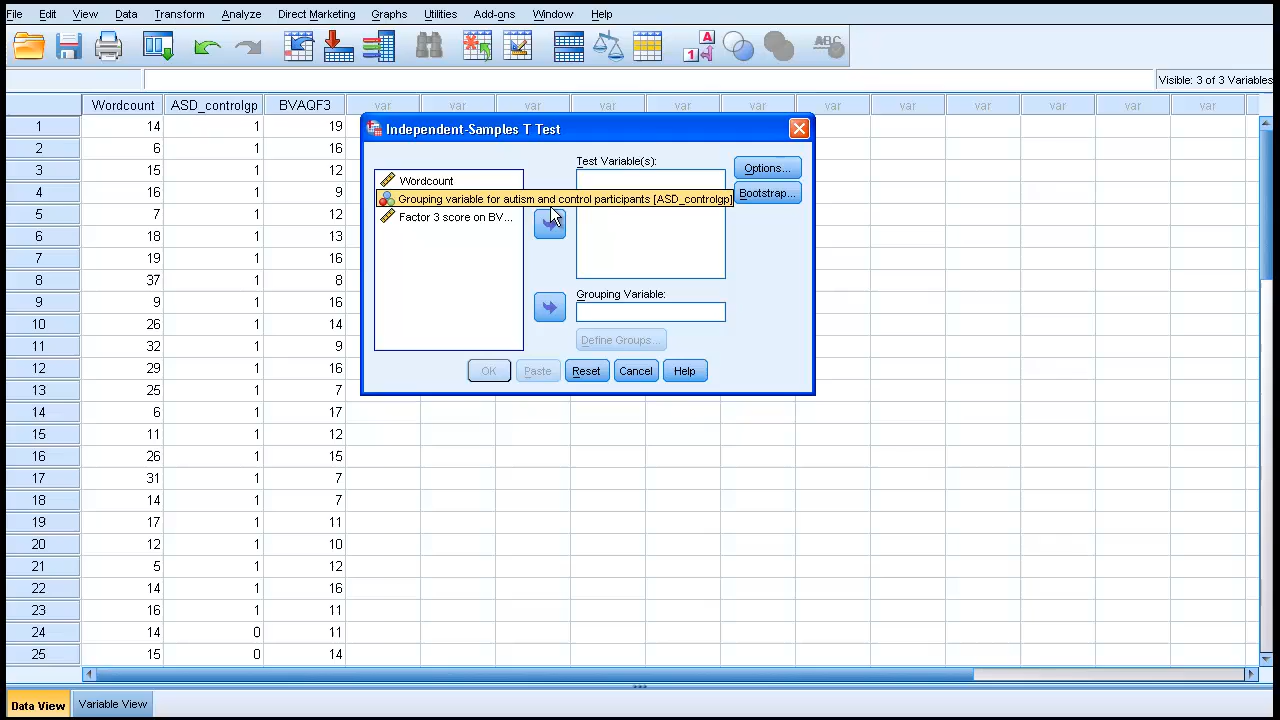 File Edit View Data Transform Analyze Direct Marketing Graphs Utilities Add-ons Window Help
Visible: 3 of 3 Variables
Wordcount ASD_controlgp BVAQF3 var var var var var var var var var var var var
1 14 1 19
2 6 1 16
3 15 1 12
4 16 1 9
5 7 1 12
6 18 1 13
7 19 1 16
8 37 1 8
9 9 1 16
10 26 1 14
11 32 1 9
12 29 1 16
13 25 1 7
14 6 1 17
15 11 1 12
16 26 1 15
17 31 1 7
18 14 1 7
19 17 1 11
20 12 1 10
21 5 1 12
22 14 1 16
23 16 1 11
24 14 0 11
25 15 0 14
Independent-Samples T Test
Wordcount
Grouping variable for autism and control participants [ASD_controlgp]
Factor 3 score on BV...
Test Variable(s):
Options...
Bootstrap...
Grouping Variable:
Define Groups...
OK Paste Reset Cancel Help
Data View Variable View